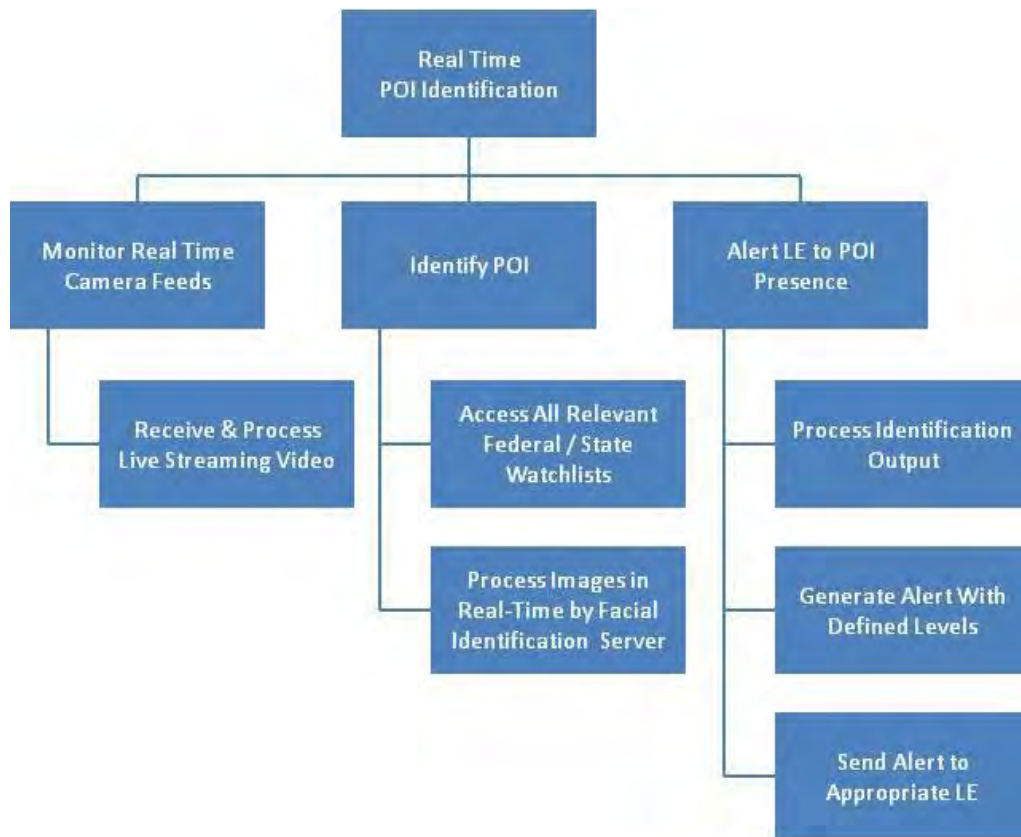 Real Time
POI Identification
Monitor Real Time
Camera Feeds
Identify POI
Alert LE to POI
Presence
Receive & Process
Live Streaming Video
Access All Relevant
Federal / State
Watchlists
Process Identification
Output
Process Images in
Real-Time by Facial
Identification Server
Generate Alert With
Defined Levels
Send Alert to
Appropriate LE